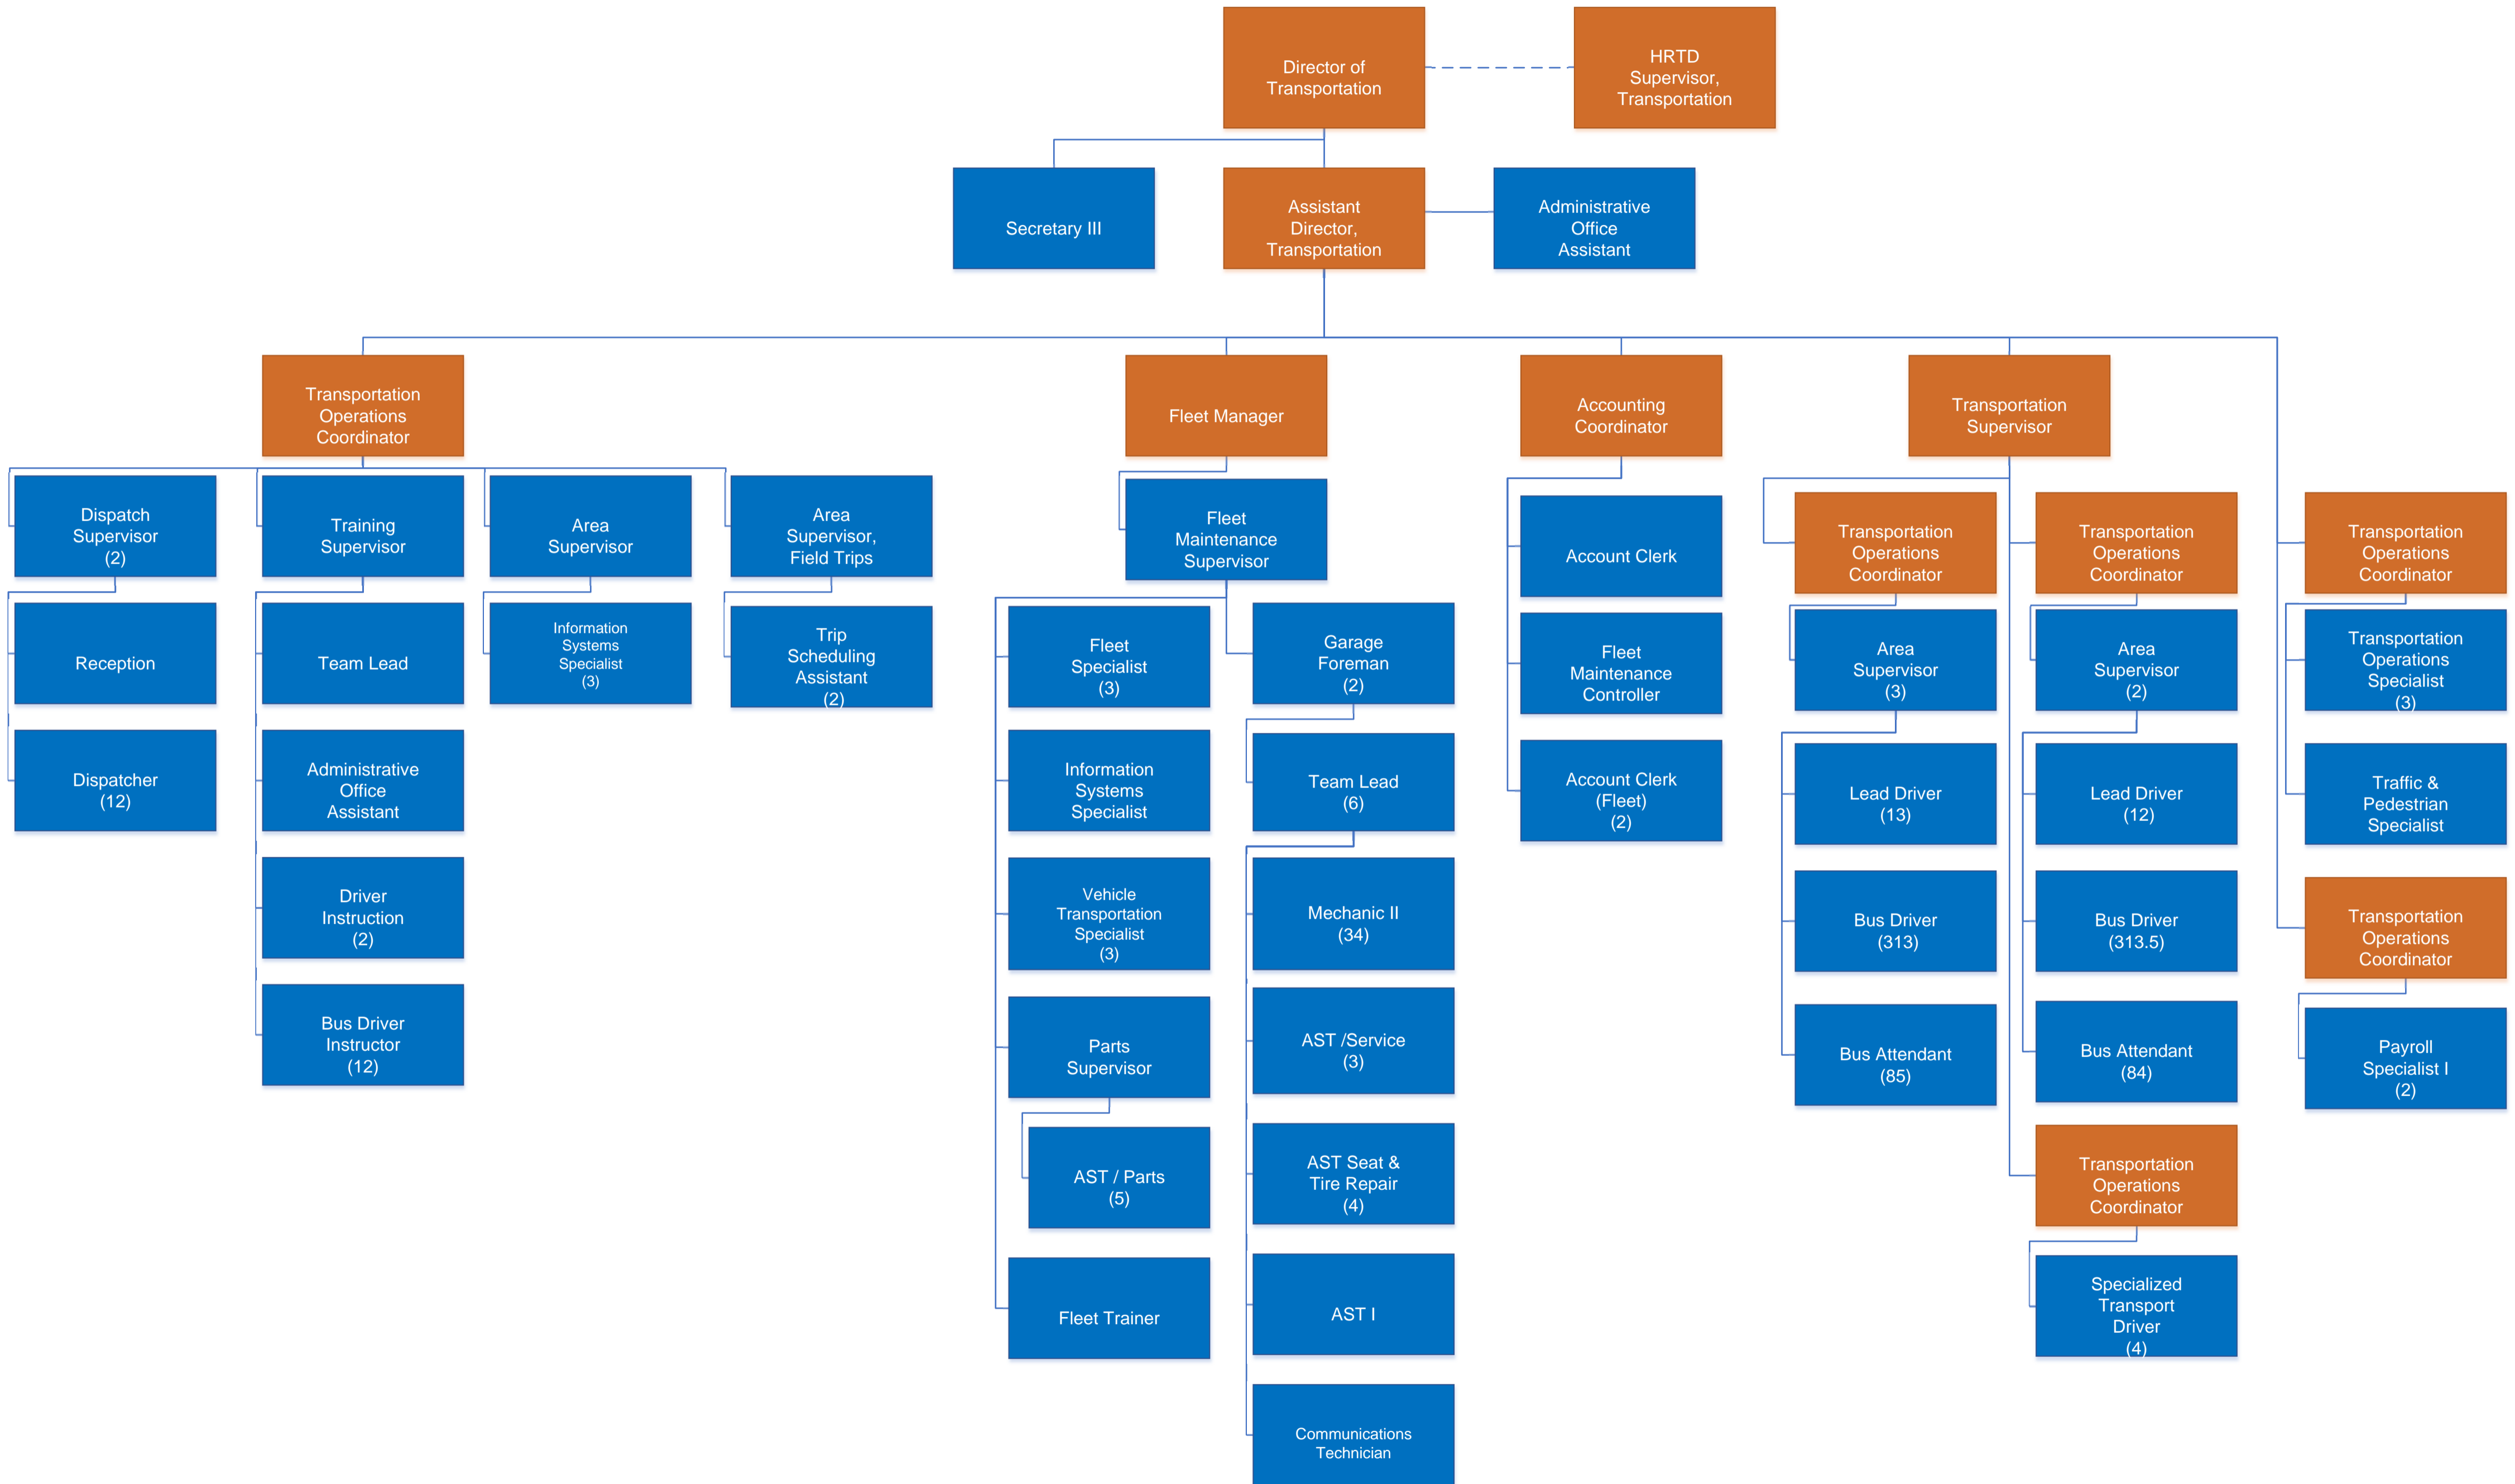 Director of
Transportation
HRTD
Supervisor,
Transportation
Secretary III
Assistant
Director,
Transportation
Administrative
Office
Assistant
Transportation
Operations
Coordinator
Fleet Manager
Accounting
Coordinator
Transportation
Supervisor
Dispatch
Supervisor
(2)
Training
Supervisor
Area
Supervisor
Area
Supervisor,
Field Trips
Reception
Team Lead
Information
Systems
Specialist
(3)
Trip
Scheduling
Assistant
(2)
Dispatcher
(12)
Administrative
Office
Assistant
Driver
Instruction
(2)
Bus Driver
Instructor
(12)
Fleet
Maintenance
Supervisor
Fleet
Specialist
(3)
Garage
Foreman
(2)
Information
Systems
Specialist
Team Lead
(6)
Vehicle
Transportation
Specialist
(3)
Mechanic II
(34)
Parts
Supervisor
AST /Service
(3)
AST / Parts
(5)
AST Seat &
Tire Repair
(4)
Fleet Trainer
AST I
Communications
Technician
Account Clerk
Fleet
Maintenance
Controller
Account Clerk
(Fleet)
(2)
Transportation
Operations
Coordinator
Transportation
Operations
Coordinator
Transportation
Operations
Coordinator
Area
Supervisor
(3)
Area
Supervisor
(2)
Transportation
Operations
Specialist
(3)
Lead Driver
(13)
Lead Driver
(12)
Traffic &
Pedestrian
Specialist
Bus Driver
(313)
Bus Driver
(313.5)
Transportation
Operations
Coordinator
Bus Attendant
(85)
Bus Attendant
(84)
Payroll
Specialist I
(2)
Transportation
Operations
Coordinator
Specialized
Transport
Driver
(4)